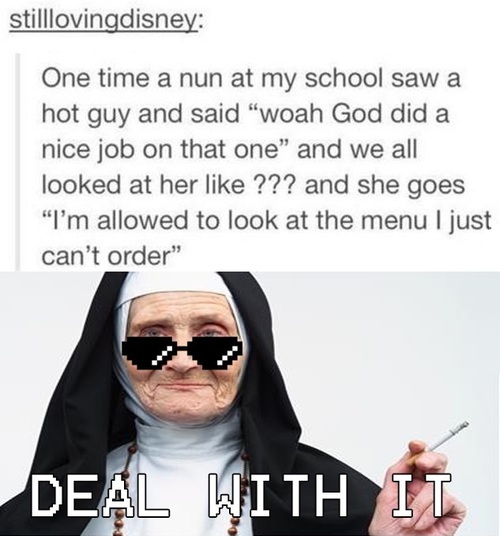 stilllovingdisney:
One time a nun at my school saw a
hot guy and said “woah God did a
nice job on that one” and we all
looked at her like ??? and she goes
“I’m allowed to look at the menu I just
can’t order”
DEAL WITH IT